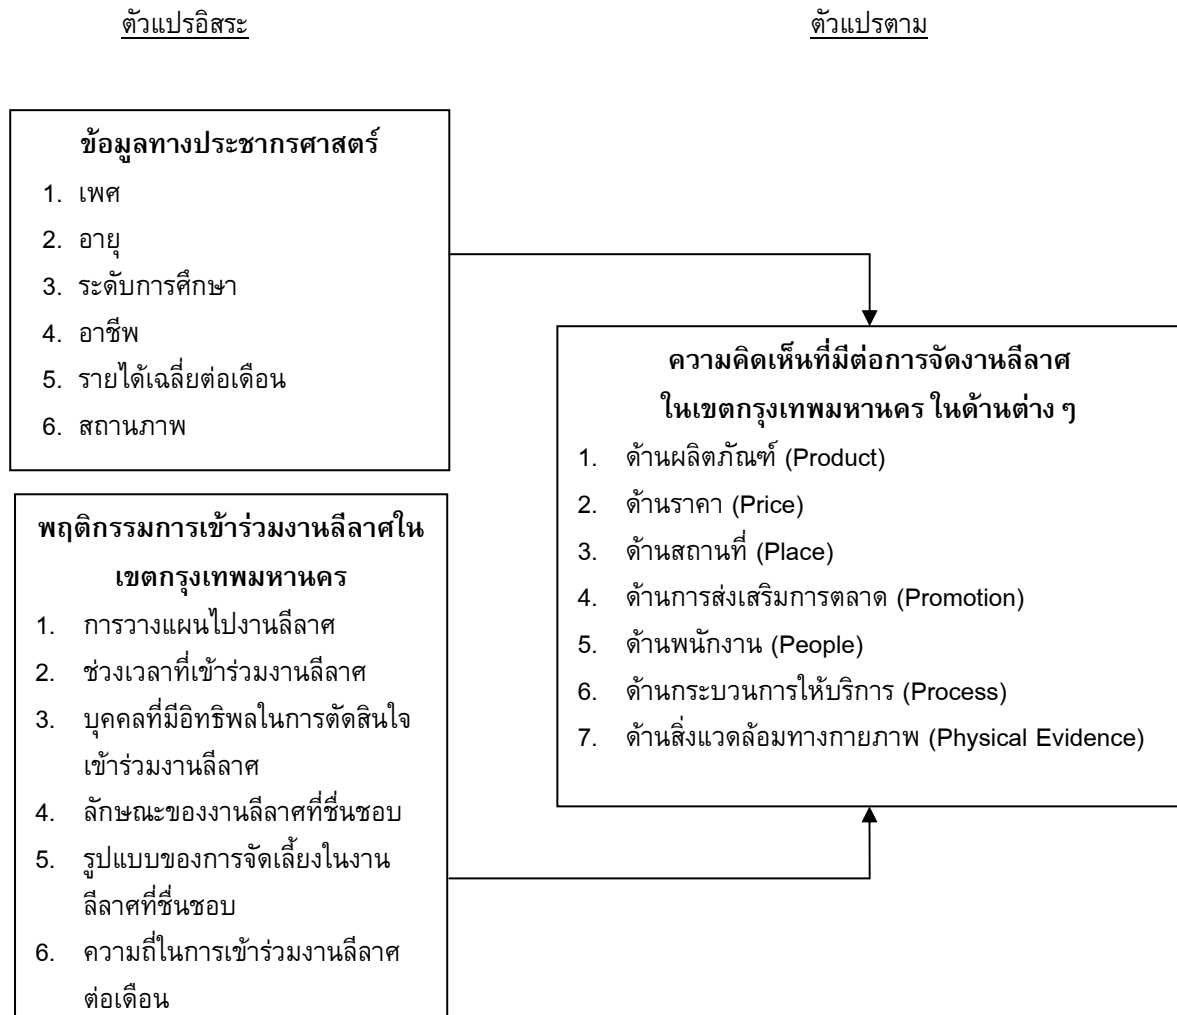 ตัวแปรอิสระ
ตัวแปรตาม
ข้อมูลทางประชากรศาสตร์
1. เพศ
2. อายุ
3. ระดับการศึกษา
4. อาชีพ
5. รายได้เฉลี่ยต่อเดือน
6. สถานภาพ
พฤติกรรมการเข้าร่วมงานลีลาศใน
เขตกรุงเทพมหานคร
1. การวางแผนไปงานลีลาศ
2. ช่วงเวลาที่เข้าร่วมงานลีลาศ
3. บุคคลที่มีอิทธิพลในการตัดสินใจ
เข้าร่วมงานลีลาศ
4. ลักษณะของงานลีลาศที่ชื่นชอบ
5. รูปแบบของการจัดเลี้ยงในงาน
ลีลาศที่ชื่นชอบ
6. ความถี่ในการเข้าร่วมงานลีลาศ
ต่อเดือน
ความคิดเห็นที่มีต่อการจัดงานลีลาศ
ในเขตกรุงเทพมหานคร ในด้านต่าง ๆ
1. ด้านผลิตภัณฑ์ (Product)
2. ด้านราคา (Price)
3. ด้านสถานที่ (Place)
4. ด้านการส่งเสริมการตลาด (Promotion)
5. ด้านพนักงาน (People)
6. ด้านกระบวนการให้บริการ (Process)
7. ด้านสิ่งแวดล้อมทางกายภาพ (Physical Evidence)